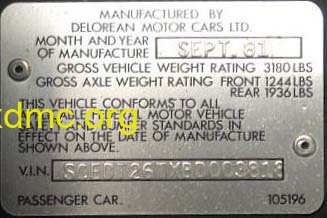 MANUFACTURED BY
DELOREAN MOTOR CARS LTD.
MONTH AND YEAR
OF MANUFACTURE SEPT. 81
GROSS VEHICLE WEIGHT RATING 3180 LBS
GROSS AXLE WEIGHT RATING FRONT 1244 LBS
REAR 1936 LBS
THIS VEHICLE CONFORMS TO ALL
MOTOR VEHICLE
STANDARDS IN
EFFECT ON THE DATE OF MANUFACTURE
SHOWN ABOVE.
xdmc.org
V.I.N.
PASSENGER CAR. 105196